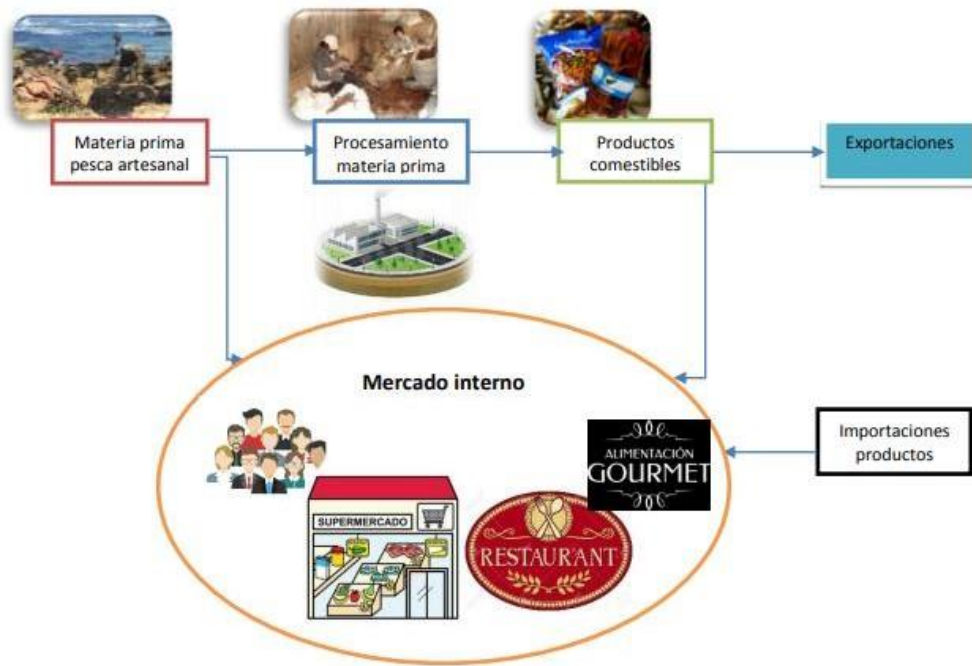 Materia prima
pesca artesanal
Procesamiento
materia prima
Productos
comestibles
Exportaciones
Mercado interno
Importaciones
productos
SUPERMERCADO
RESTAURANT
ALIMENTACIÓN
GOURMET